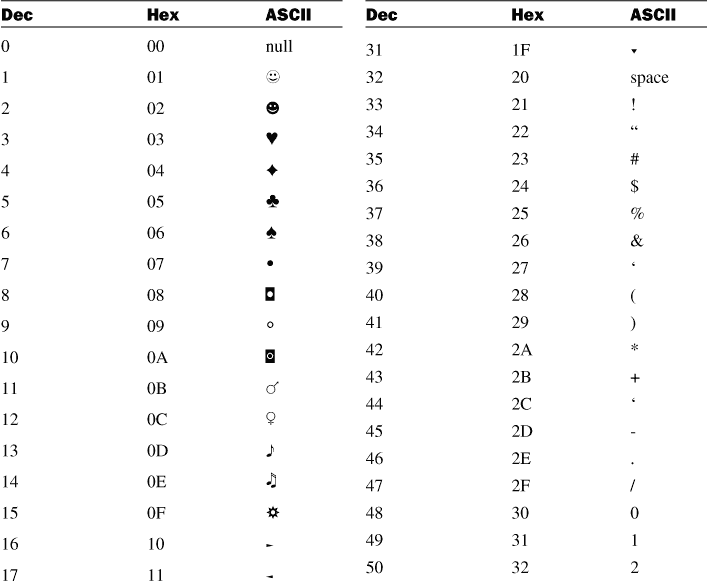 Dec Hex ASCII
0 00 null
1 01 ☺
2 02 ☻
3 03 ♥
4 04 ♦
5 05 ♣
6 06 ♠
7 07 •
8 08 ◘
9 09 ○
10 0A ◙
11 0B ♂
12 0C ♀
13 0D ♪
14 0E ♫
15 0F ☼
16 10 ►
17 11 ◄
Dec Hex ASCII
31 1F ▼
32 20 space
33 21 !
34 22 “
35 23 #
36 24 $
37 25 %
38 26 &
39 27 ‘
40 28 (
41 29 )
42 2A *
43 2B +
44 2C ‘
45 2D -
46 2E .
47 2F /
48 30 0
49 31 1
50 32 2